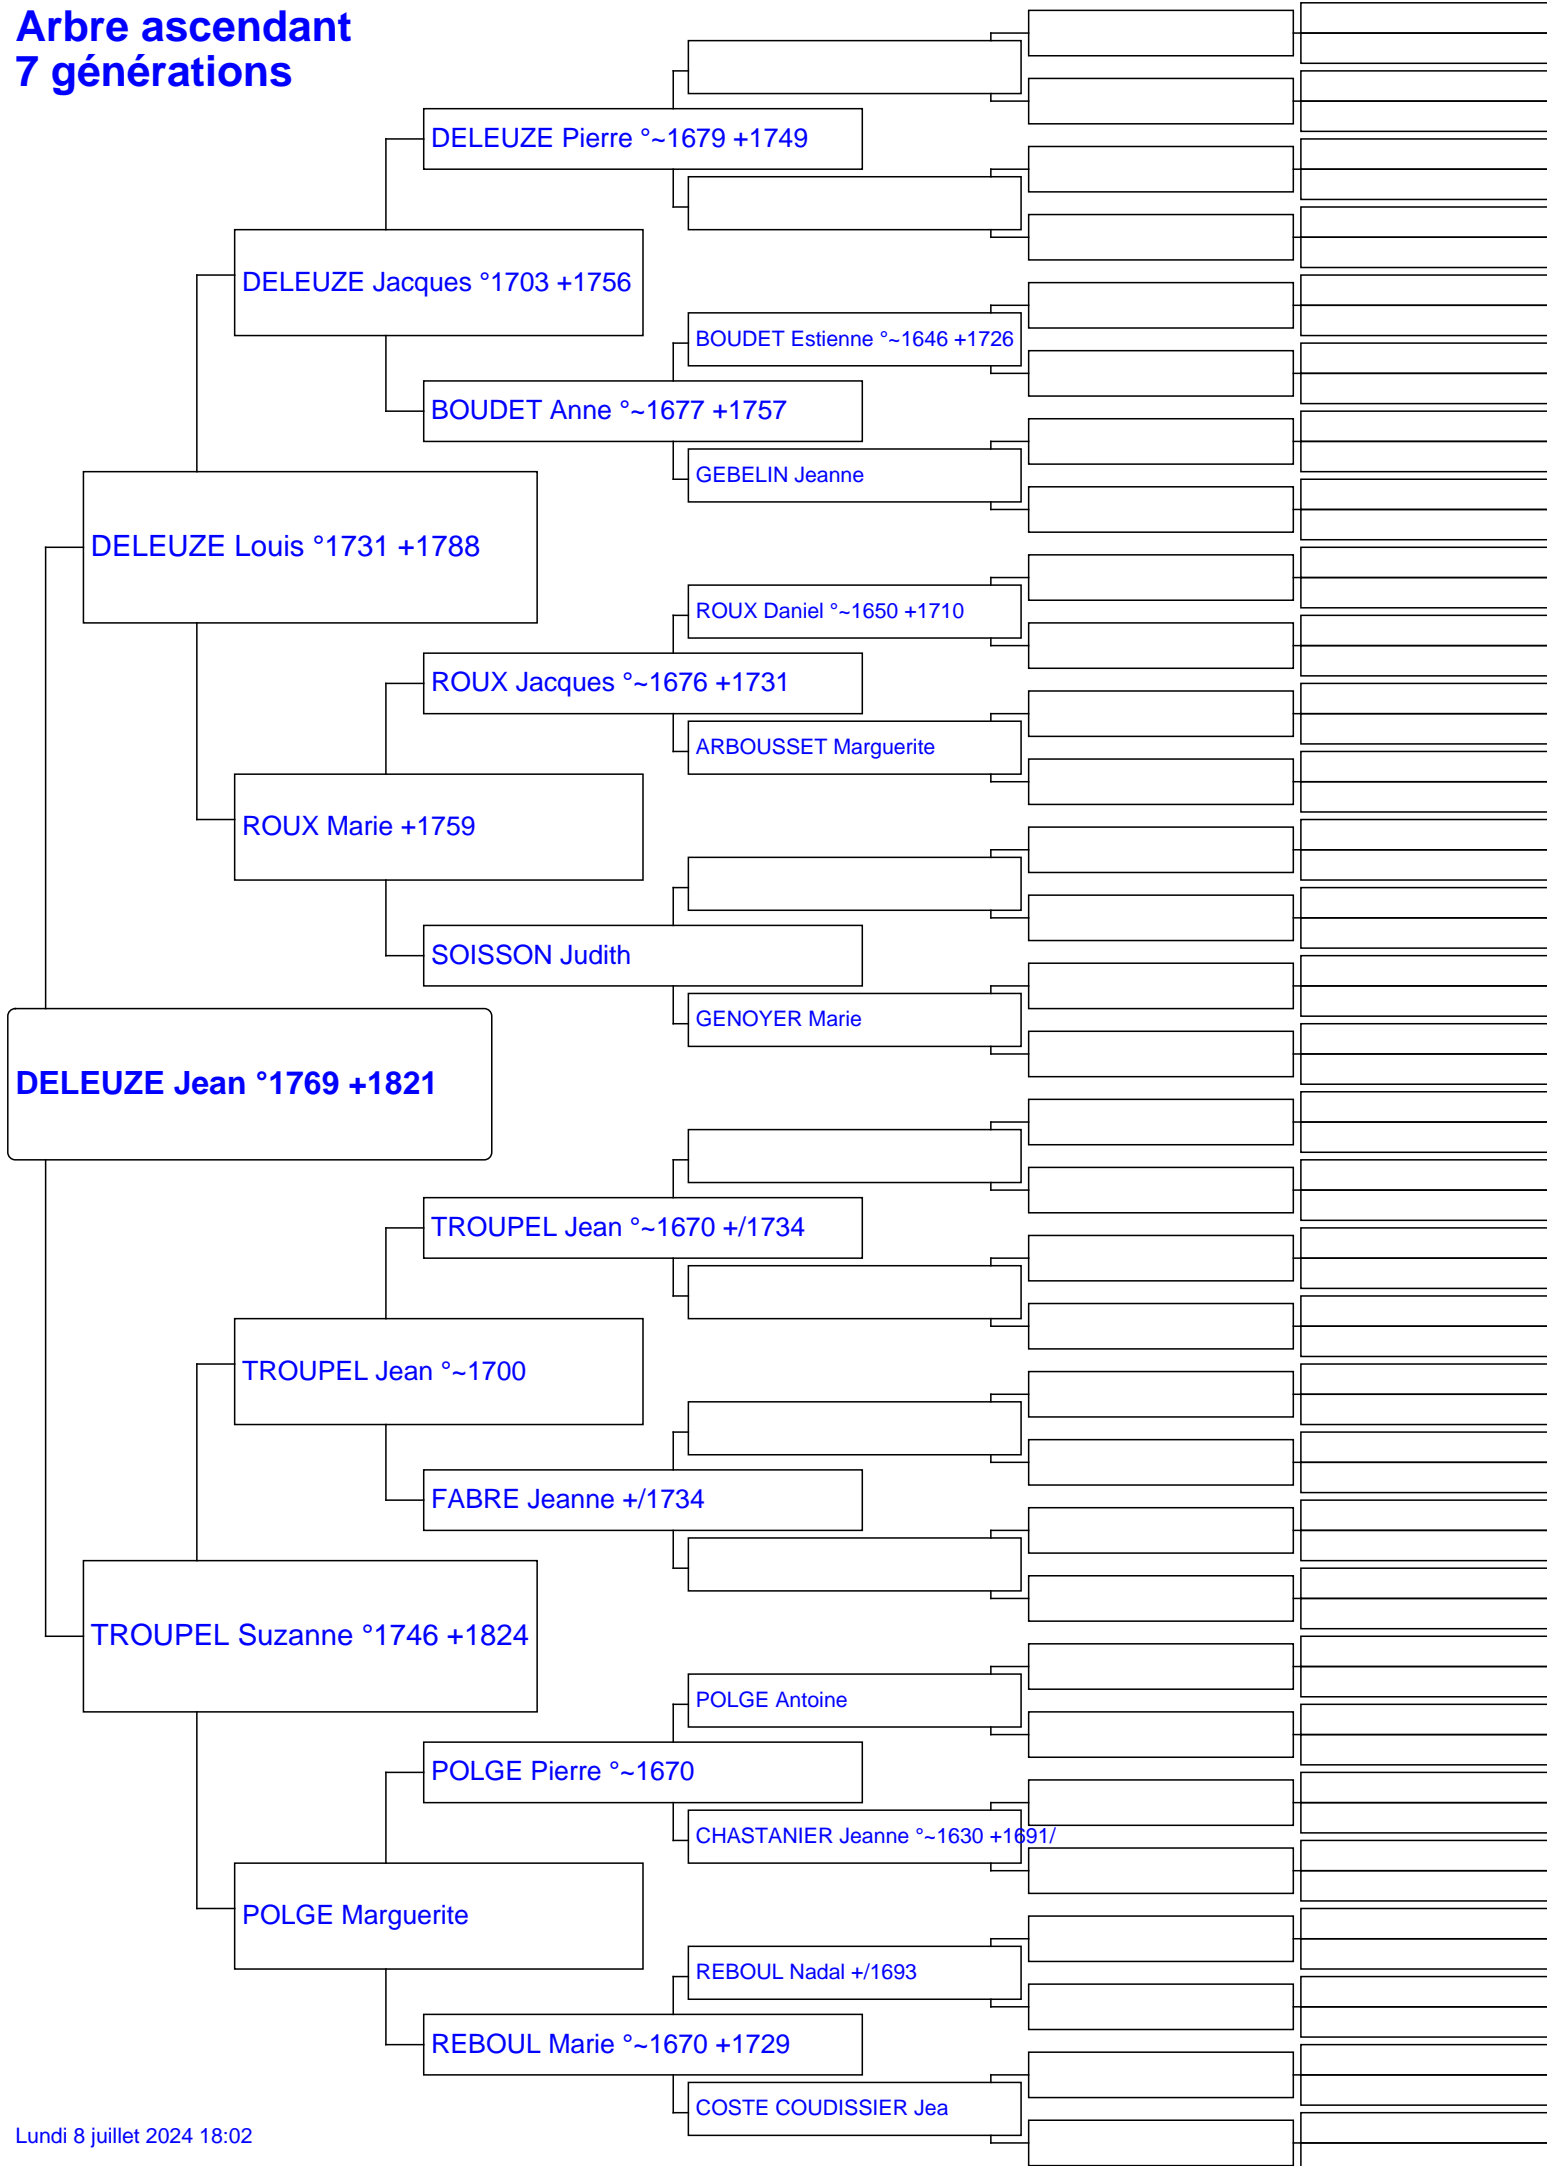 Arbre ascendant
7 générations
DELEUZE Pierre °~1679 +1749
DELEUZE Jacques °1703 +1756
BOUDET Estienne °~1646 +1726
BOUDET Anne °~1677 +1757
GEBELIN Jeanne
DELEUZE Louis °1731 +1788
ROUX Daniel °~1650 +1710
ROUX Jacques °~1676 +1731
ARBOUSSET Marguerite
ROUX Marie +1759
SOISSON Judith
GENOYER Marie
DELEUZE Jean °1769 +1821
TROUPEL Jean °~1670 +/1734
TROUPEL Jean °~1700
FABRE Jeanne +/1734
TROUPEL Suzanne °1746 +1824
POLGE Antoine
POLGE Pierre °~1670
CHASTANIER Jeanne °~1630 +1691/
POLGE Marguerite
REBOUL Nadal +/1693
REBOUL Marie °~1670 +1729
COSTE COUDISSIER Jea
Lundi 8 juillet 2024 18:02